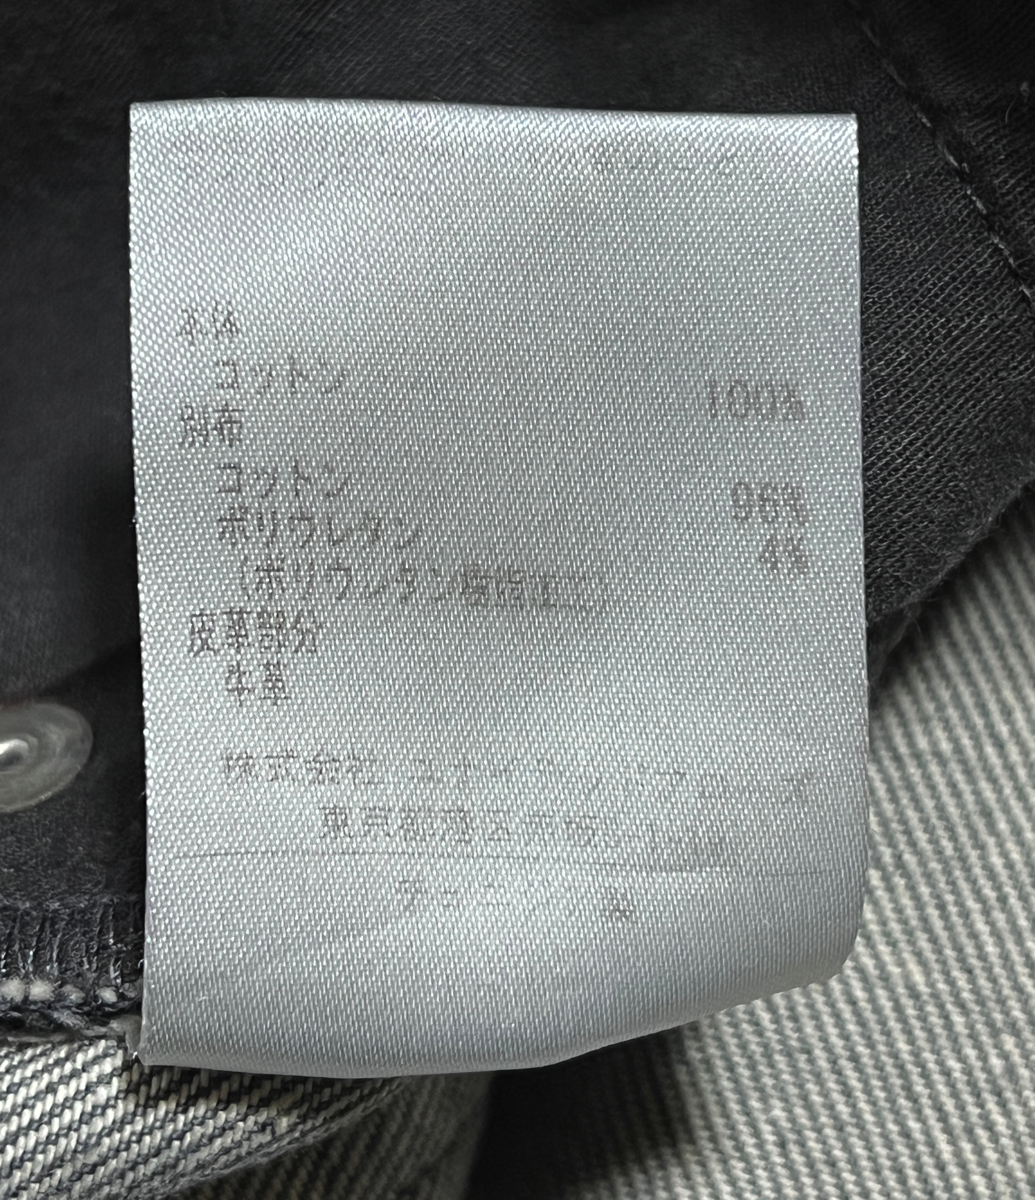 本体
コットン 100%
別布
コットン 96%
ポリウレタン 4%
(ポリウレタン樹脂加工)
皮革部分
牛革
株式会社
東京都港区